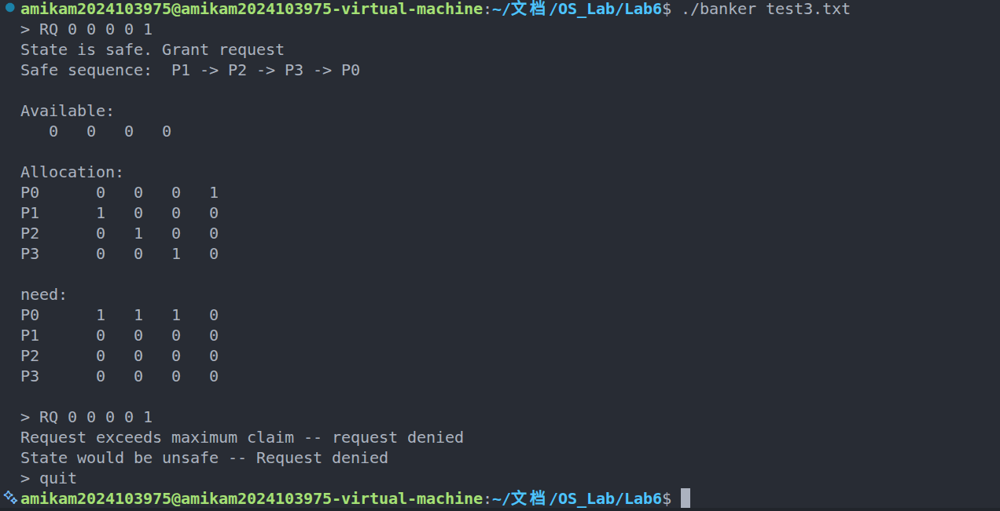 amikam2024103975@amikam2024103975-virtual-machine:~/文档/OS_Lab/Lab6$ ./banker test3.txt
> RQ 0 0 0 0 1
State is safe. Grant request
Safe sequence:  P1 -> P2 -> P3 -> P0

Available:
   0   0   0   0

Allocation:
P0      0   0   0   1
P1      1   0   0   0
P2      0   1   0   0
P3      0   0   1   0

need:
P0      1   1   1   0
P1      0   0   0   0
P2      0   0   0   0
P3      0   0   0   0

> RQ 0 0 0 0 1
Request exceeds maximum claim -- request denied
State would be unsafe -- Request denied
> quit
amikam2024103975@amikam2024103975-virtual-machine:~/文档/OS_Lab/Lab6$